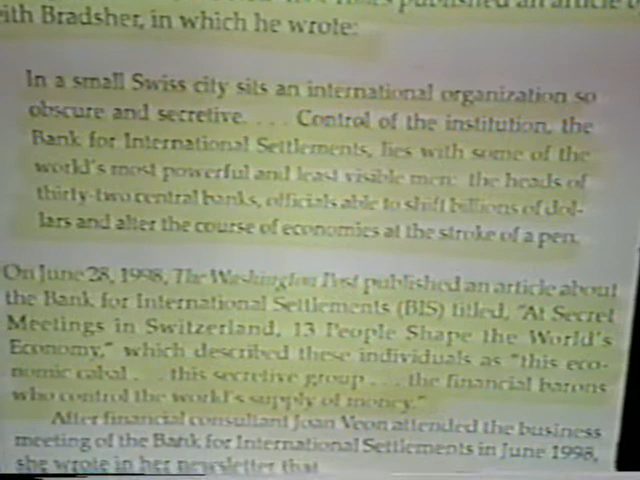 published an article
ith Bradsher, in which he wrote:
In a small Swiss city sits an international organization so
obscure and secretive. . . . Control of the institution, the
Bank for International Settlements, lies with some of the
world's most powerful and least visible men: the heads of
thirty-two central banks, officials able to shift billions of dol-
lars and alter the course of economies at the stroke of a pen.
On June 28, 1998, The Washington Post published an article about
the Bank for International Settlements (BIS) titled, "At Secret
Meetings in Switzerland, 13 People Shape the World's
Economy," which described these individuals as "this eco-
nomic cabal . . . this secretive group . . . the financial barons
who control the world's supply of money."
After financial consultant Joan Veon attended the business
meeting of the Bank for International Settlements in June 1998,
she wrote in her newsletter that